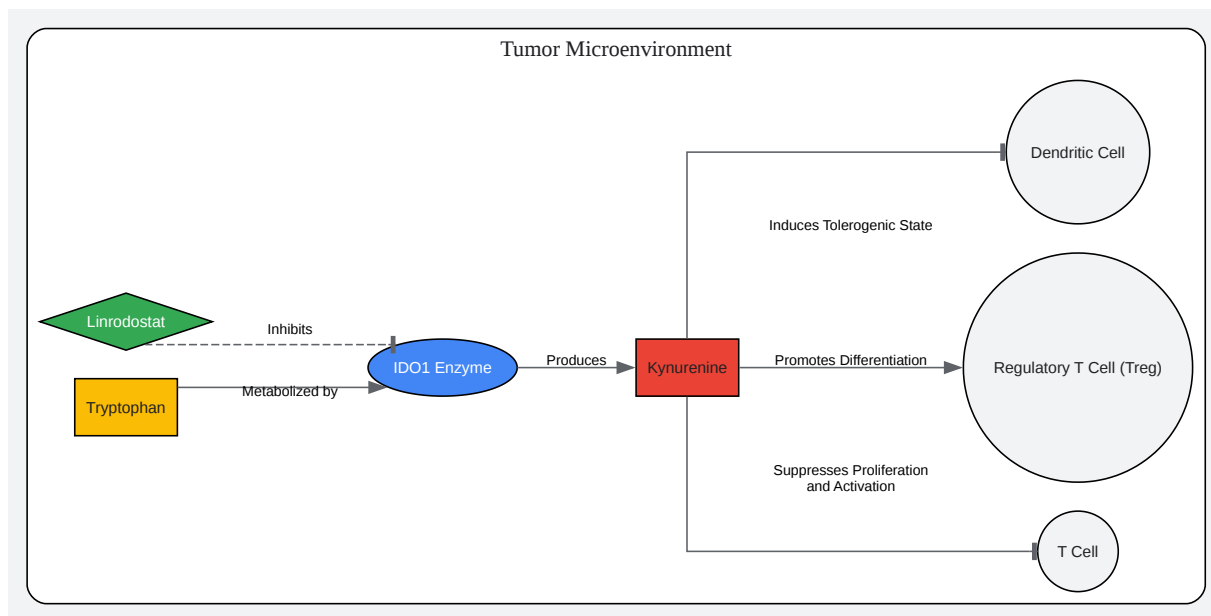 Tumor Microenvironment
Dendritic Cell
Induces Tolerogenic State
Linrodostat
Inhibits
IDO1 Enzyme
Produces
Kynurenine
Promotes Differentiation
Regulatory T Cell (Treg)
Metabolized by
Tryptophan
Suppresses Proliferation
and Activation
T Cell